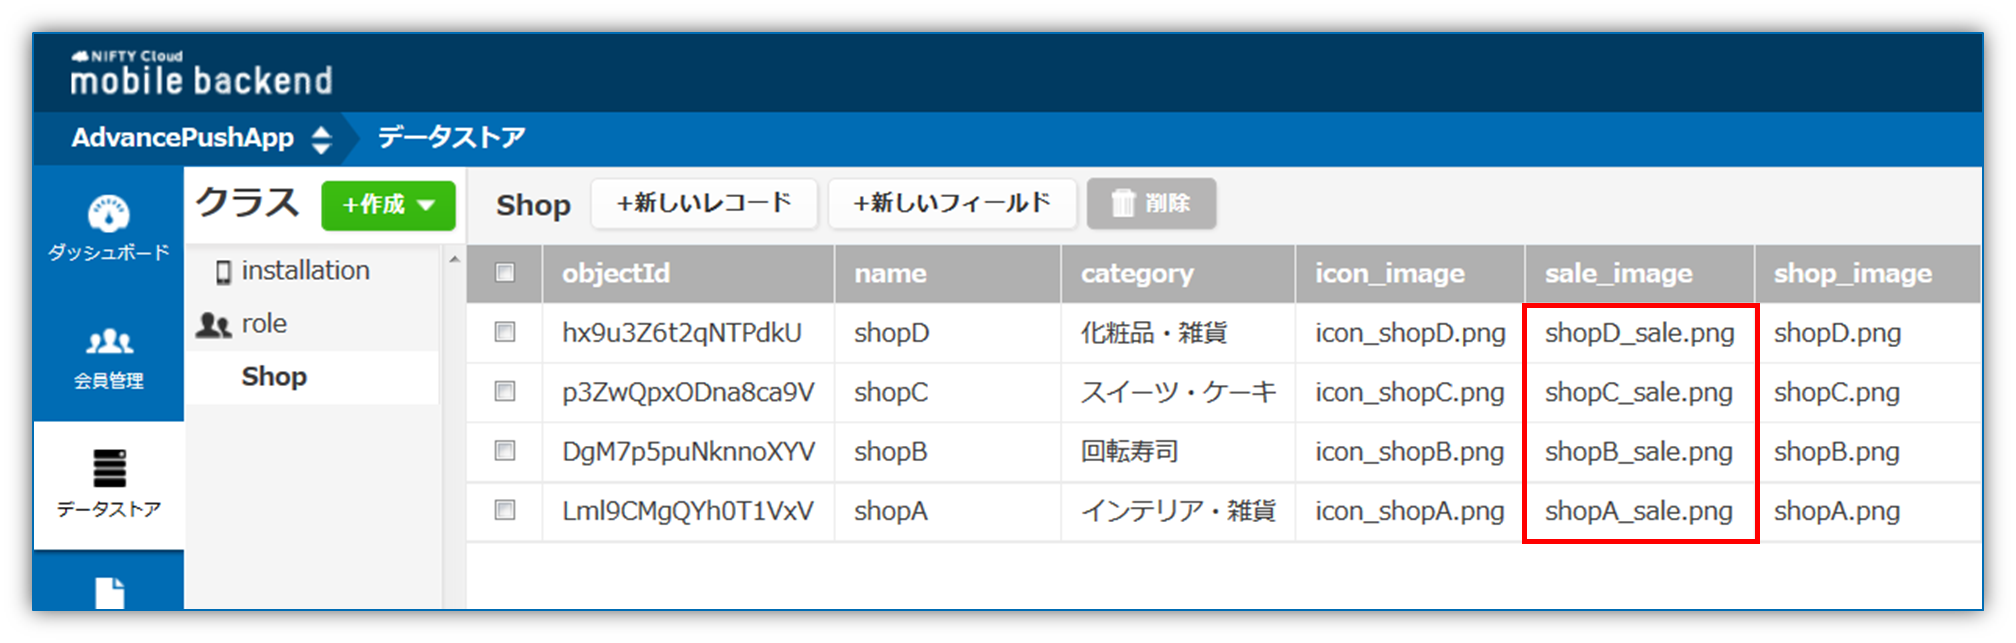 NIFTY Cloud
mobile backend
AdvancePushApp データストア
ダッシュボード
会員管理
データストア
クラス +作成
installation
role
Shop
Shop +新しいレコード +新しいフィールド 削除
objectId name category icon_image sale_image shop_image
hx9u3Z6t2qNTPdkU shopD 化粧品・雑貨 icon_shopD.png shopD_sale.png shopD.png
p3ZwQpxODna8ca9V shopC スイーツ・ケーキ icon_shopC.png shopC_sale.png shopC.png
DgM7p5puNknnoXYV shopB 回転寿司 icon_shopB.png shopB_sale.png shopB.png
Lml9CMgQYh0T1VxV shopA インテリア・雑貨 icon_shopA.png shopA_sale.png shopA.png